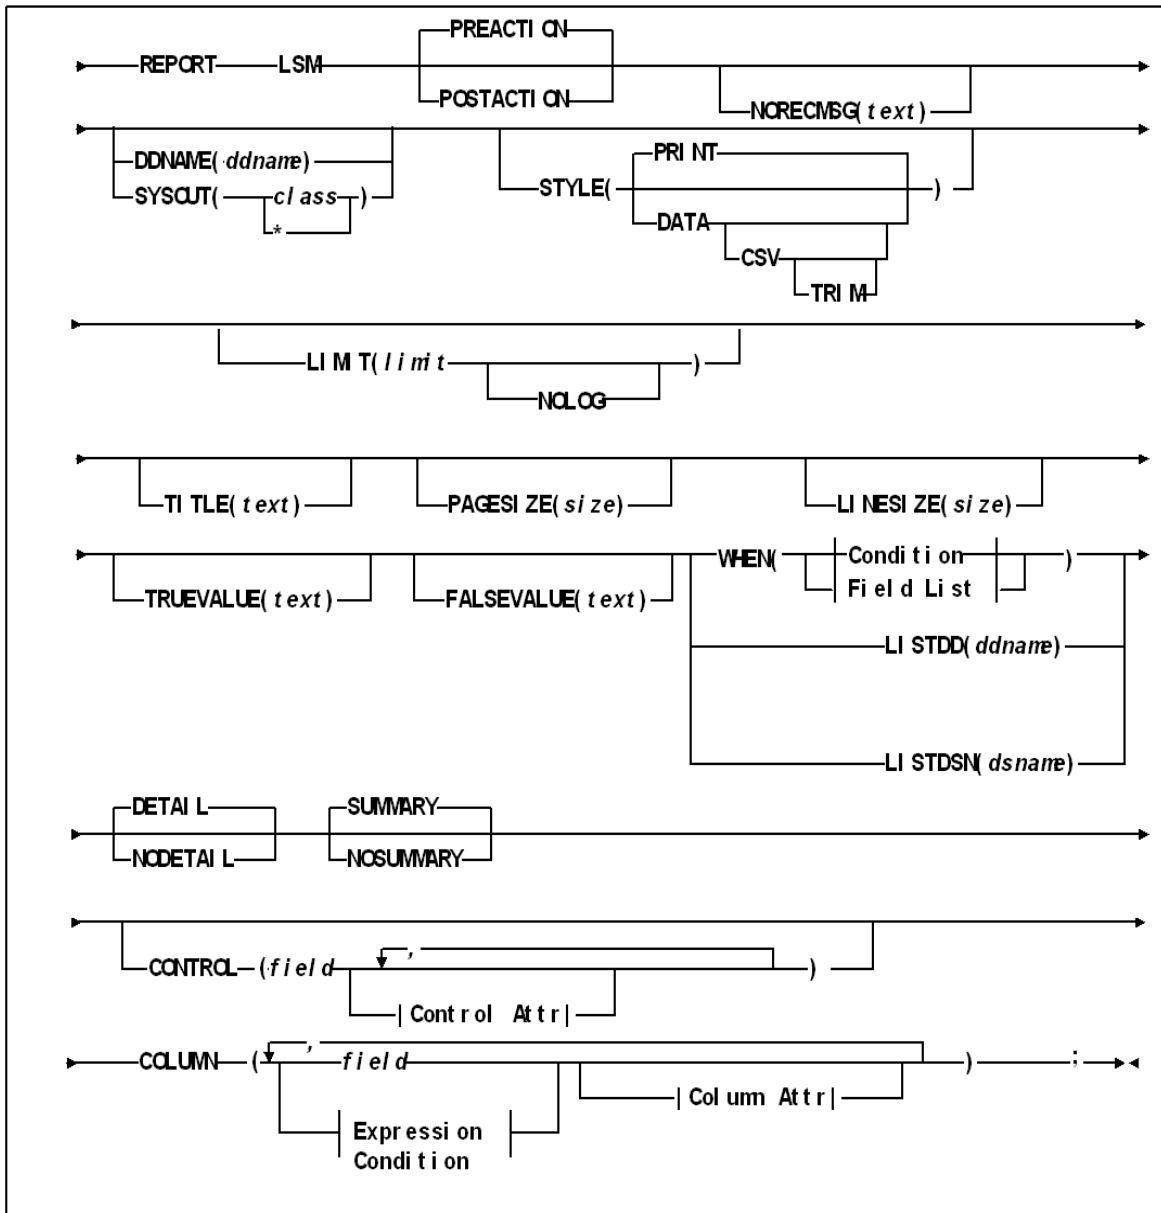 PREACTION
REPORT LSM
POSTACTION
NORECMSG(text)
DDNAME(ddname)
SYSOUT( class )
*
PRINT
STYLE( )
DATA
CSV
TRIM
LIMIT(limit )
NOLOG
TITLE(text)
PAGESIZE(size)
LINESIZE(size)
TRUEVALUE(text)
FALSEVALUE(text)
WHEN( Condition )
Field List
LISTDD(ddname)
LISTDSN(dsname)
DETAIL
NODETAIL
SUMMARY
NOSUMMARY
,
CONTROL (field )
|Control Attr|
,
COLUMN ( field ) ;
|Column Attr|
Expression
Condition